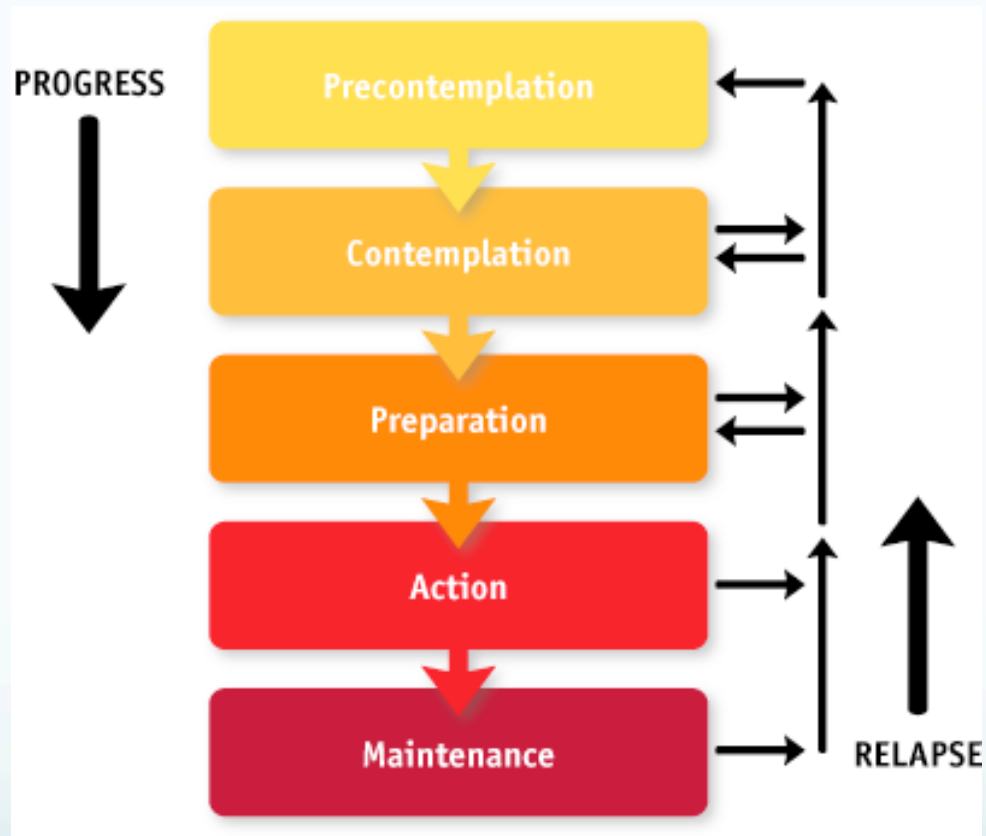 PROGRESS
Precontemplation
Contemplation
Preparation
Action
Maintenance
RELAPSE